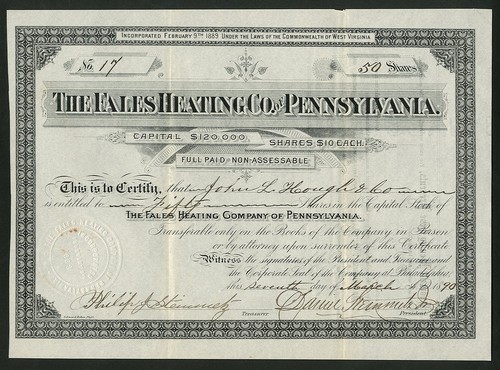 Incorporated February 9th 1889 Under the Laws of the Commonwealth of West Virginia
No. 17
50 Shares
The Fales Heating Co. of Pennsylvania.
Capital $120.000.
Shares $10 Each.
Full Paid Non-Assessable
This is to Certify, that John L. Hough & Co
is entitled to Fifty Shares in the Capital Stock of
The Fales Heating Company of Pennsylvania.
Transferable only on the Books of the Company in Person
or by attorney upon surrender of this Certificate
Witness the signatures of the President and Treasurer and
the Corporate Seal of the Company at Philadelphia,
this seventh day of March 1890
Philip J. Steinmetz
Treasurer
Daniel Steinmetz
President